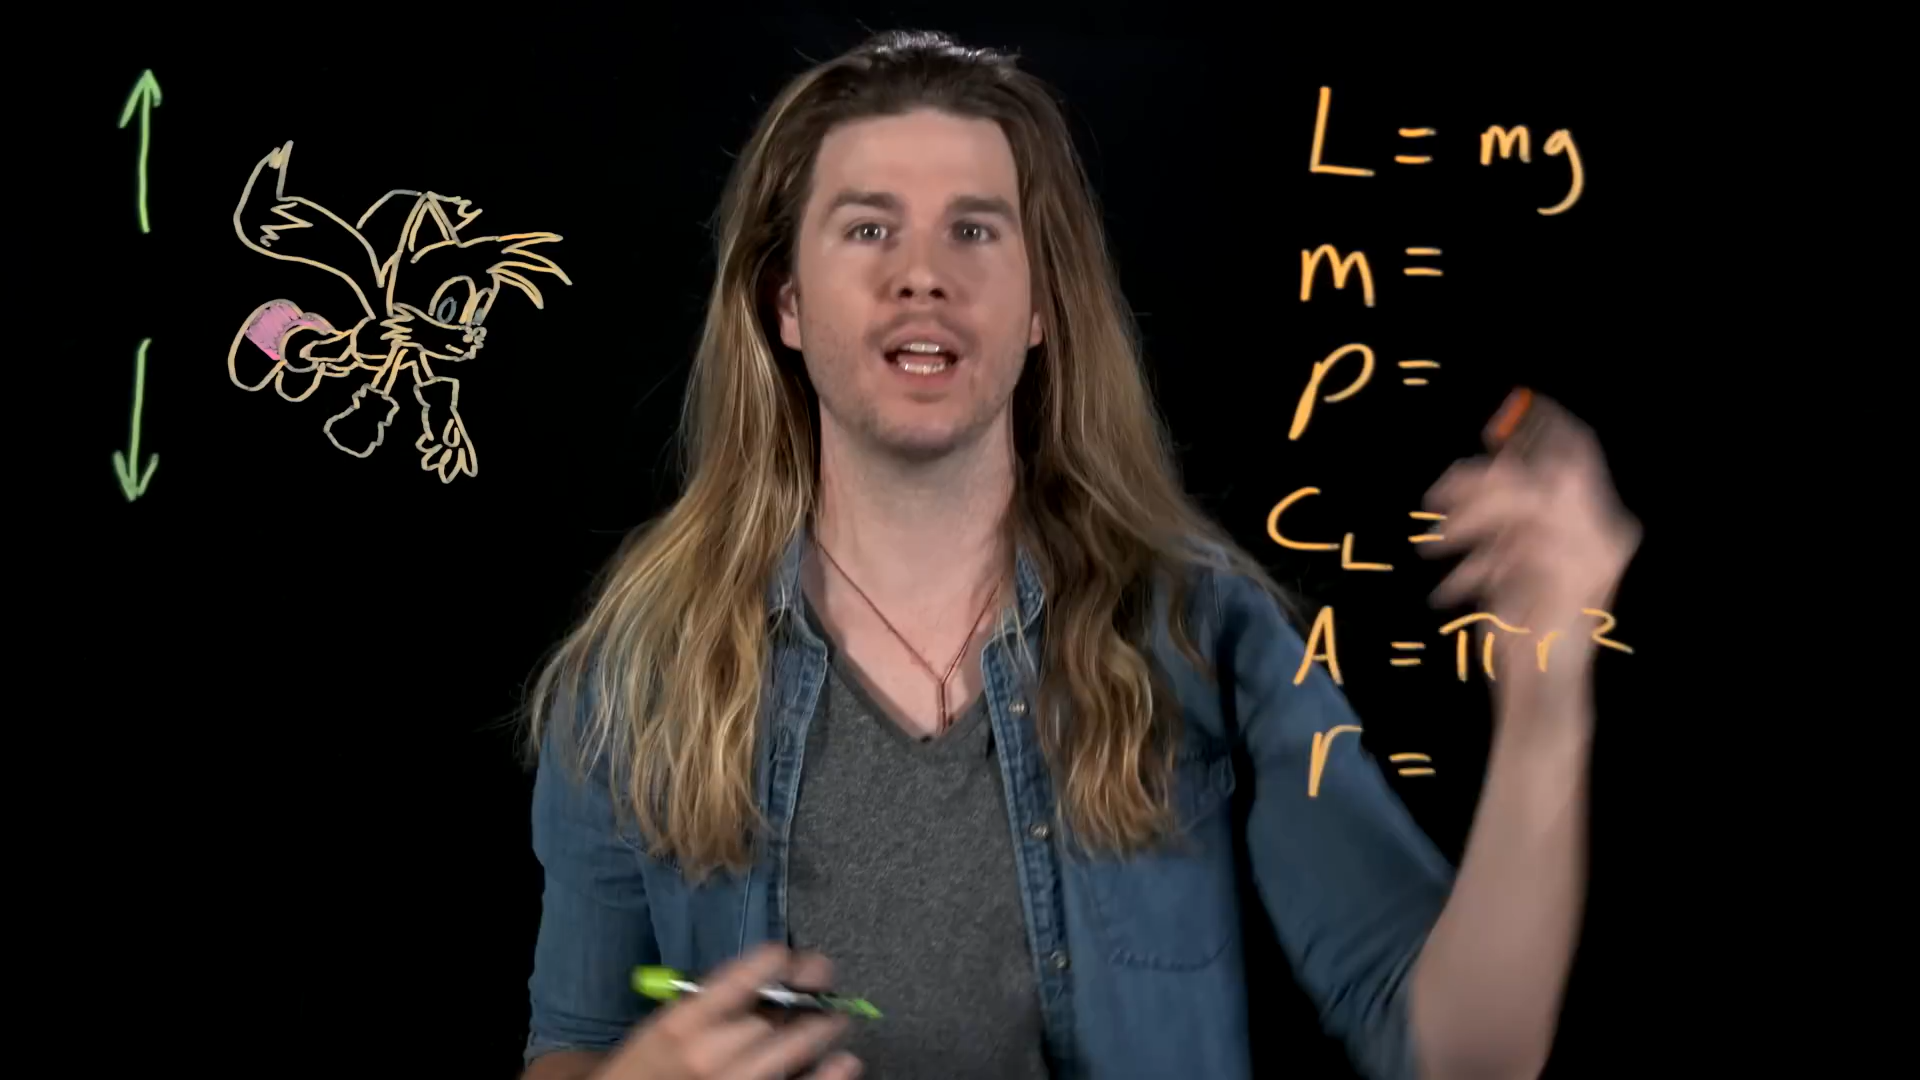 L = mg
m =
ρ =
C_L =
A = πr²
r =